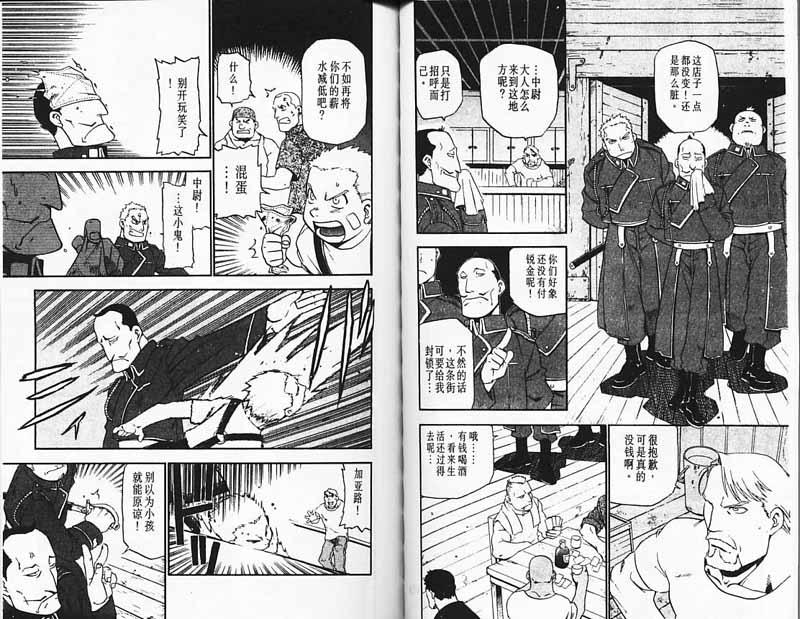 这店子一点
都没变！还
是那么脏。
…中尉
大人怎么
来到这地
方呢？
只是打
招呼而
己。
你们好象
还没有付
税金呢！
不然的话
，这条街
可要给我
封锁了…
很抱歉，
可是真的
没钱啊。
哦……
有钱喝酒
，看来生
活还过得
去呢…
不如再将
你们的薪
水减低吧？
什么！
混蛋
…！
别开玩笑了
！
中尉！
…这小鬼！
加亚路！
别以为小孩
就能原谅！